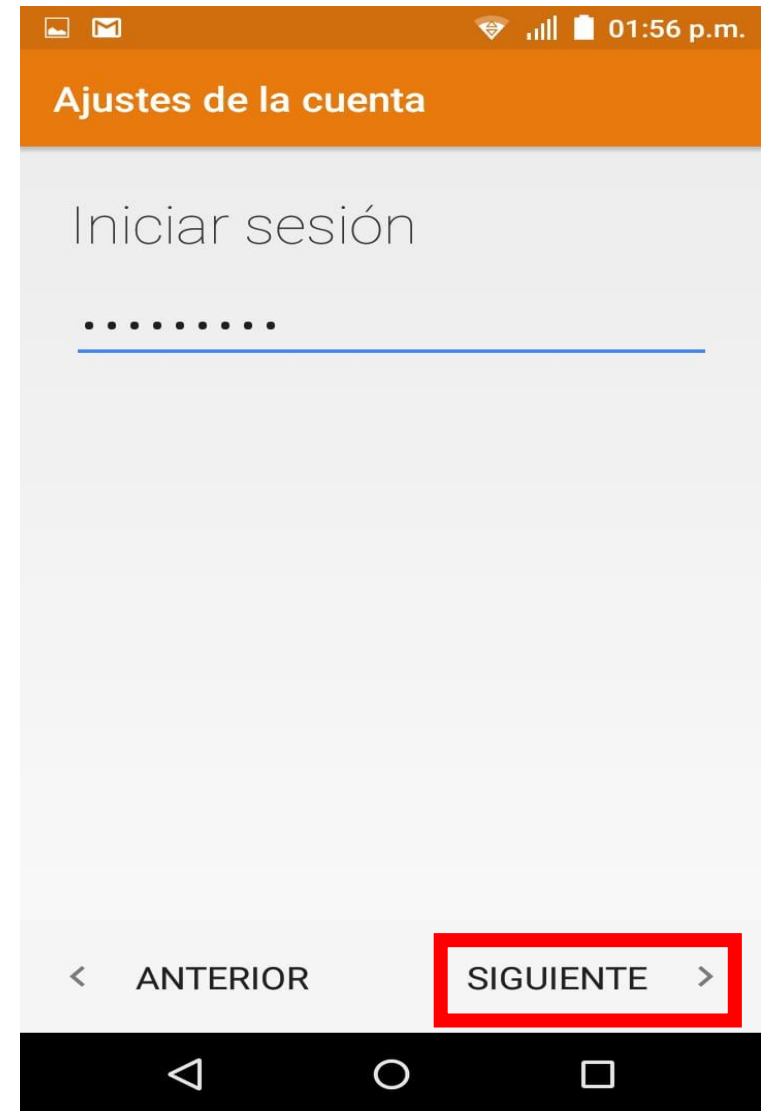 01:56 p.m.
Ajustes de la cuenta
Iniciar sesión
•••••••••
< ANTERIOR SIGUIENTE >